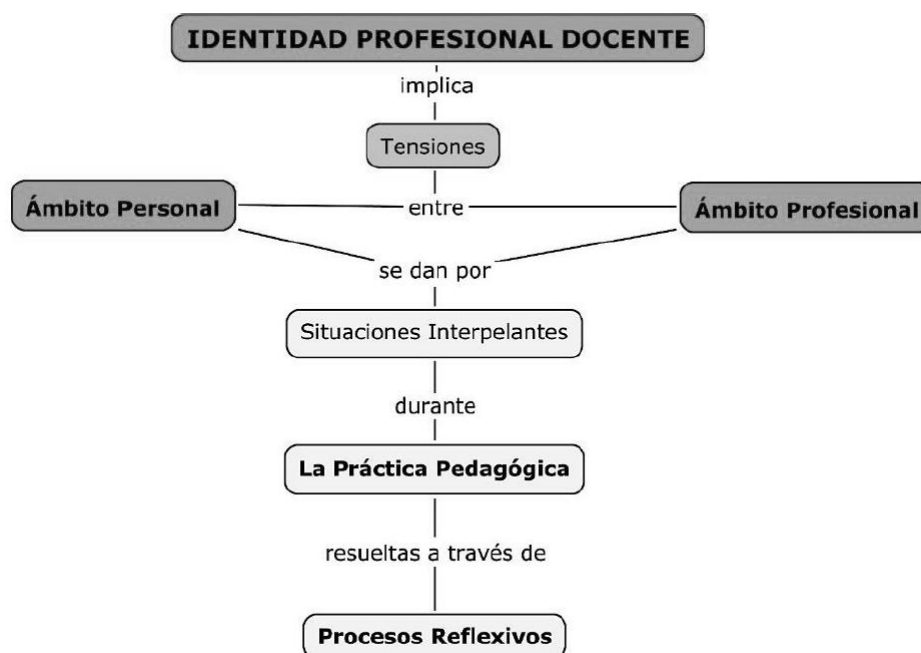 IDENTIDAD PROFESIONAL DOCENTE
implica
Tensiones
Ámbito Personal
entre
Ámbito Profesional
se dan por
Situaciones Interpelantes
durante
La Práctica Pedagógica
resueltas a través de
Procesos Reflexivos